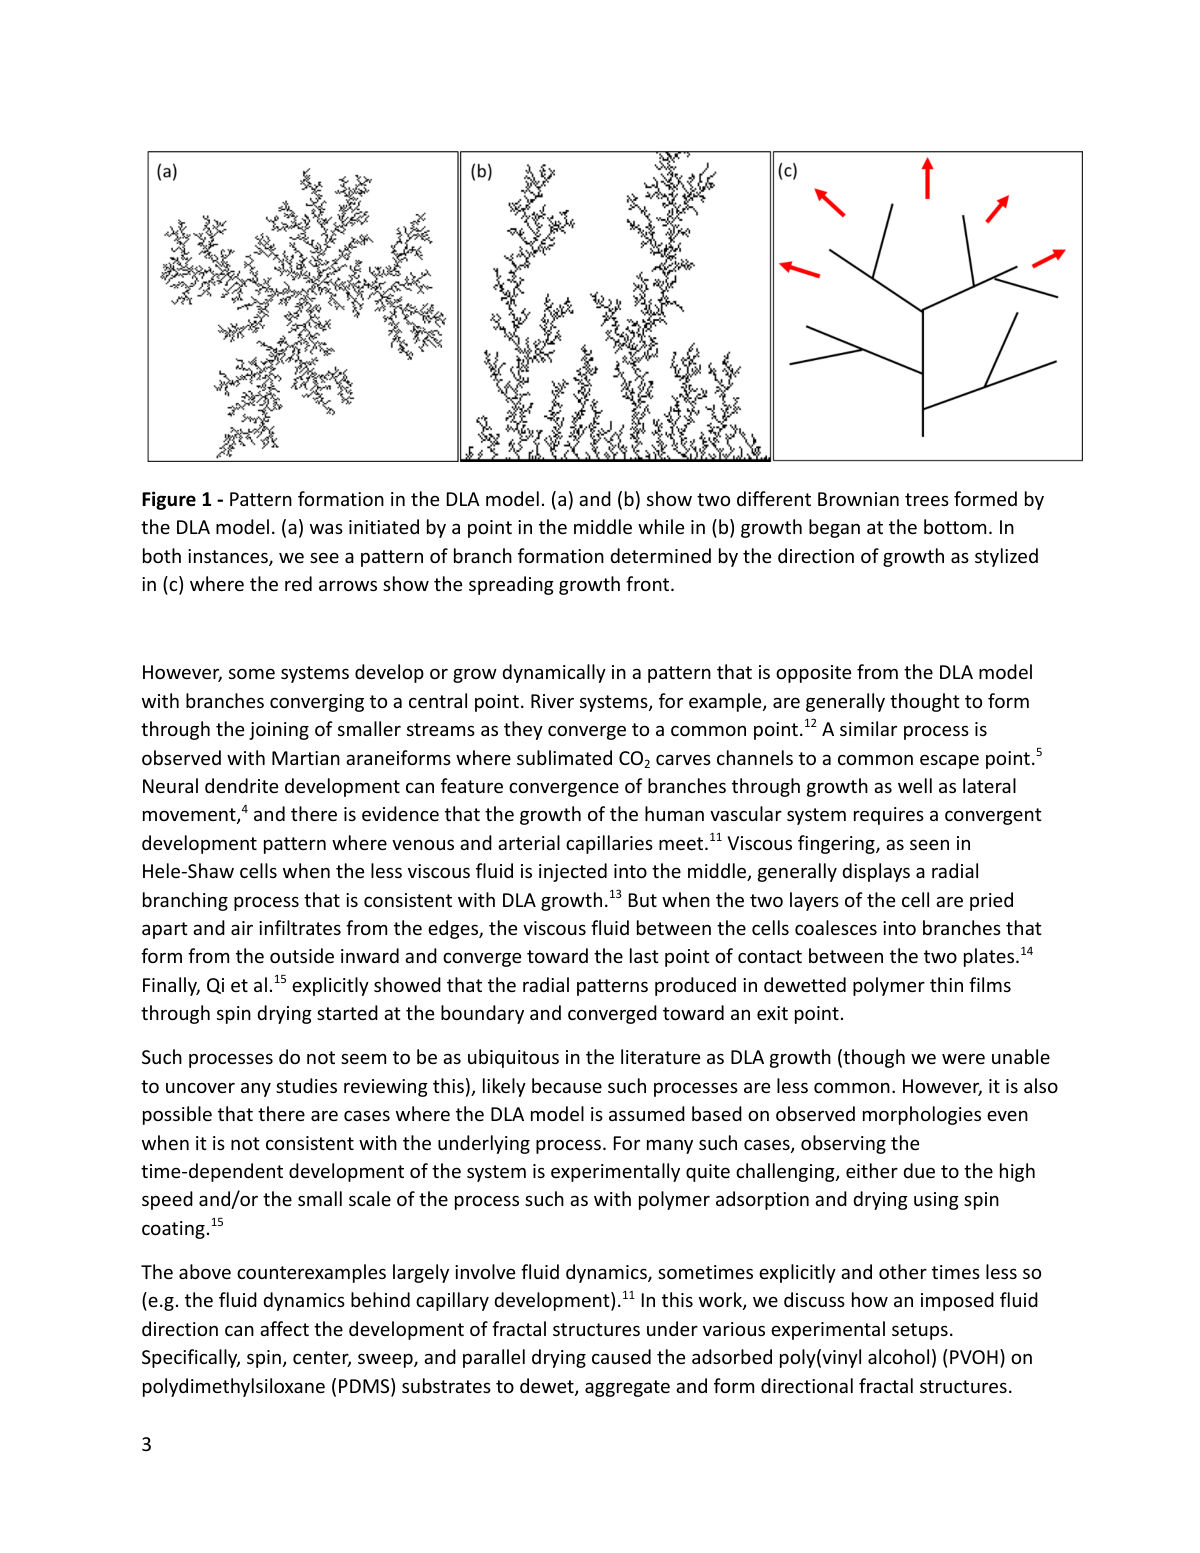 (a)
(b)
(c)
Figure 1 - Pattern formation in the DLA model. (a) and (b) show two different Brownian trees formed by
the DLA model. (a) was initiated by a point in the middle while in (b) growth began at the bottom. In
both instances, we see a pattern of branch formation determined by the direction of growth as stylized
in (c) where the red arrows show the spreading growth front.
However, some systems develop or grow dynamically in a pattern that is opposite from the DLA model
with branches converging to a central point. River systems, for example, are generally thought to form
through the joining of smaller streams as they converge to a common point.12 A similar process is
observed with Martian araneiforms where sublimated CO2 carves channels to a common escape point.5
Neural dendrite development can feature convergence of branches through growth as well as lateral
movement,4 and there is evidence that the growth of the human vascular system requires a convergent
development pattern where venous and arterial capillaries meet.11 Viscous fingering, as seen in
Hele-Shaw cells when the less viscous fluid is injected into the middle, generally displays a radial
branching process that is consistent with DLA growth.13 But when the two layers of the cell are pried
apart and air infiltrates from the edges, the viscous fluid between the cells coalesces into branches that
form from the outside inward and converge toward the last point of contact between the two plates.14
Finally, Qi et al.15 explicitly showed that the radial patterns produced in dewetted polymer thin films
through spin drying started at the boundary and converged toward an exit point.
Such processes do not seem to be as ubiquitous in the literature as DLA growth (though we were unable
to uncover any studies reviewing this), likely because such processes are less common. However, it is also
possible that there are cases where the DLA model is assumed based on observed morphologies even
when it is not consistent with the underlying process. For many such cases, observing the
time-dependent development of the system is experimentally quite challenging, either due to the high
speed and/or the small scale of the process such as with polymer adsorption and drying using spin
coating.15
The above counterexamples largely involve fluid dynamics, sometimes explicitly and other times less so
(e.g. the fluid dynamics behind capillary development).11 In this work, we discuss how an imposed fluid
direction can affect the development of fractal structures under various experimental setups.
Specifically, spin, center, sweep, and parallel drying caused the adsorbed poly(vinyl alcohol) (PVOH) on
polydimethylsiloxane (PDMS) substrates to dewet, aggregate and form directional fractal structures.
3